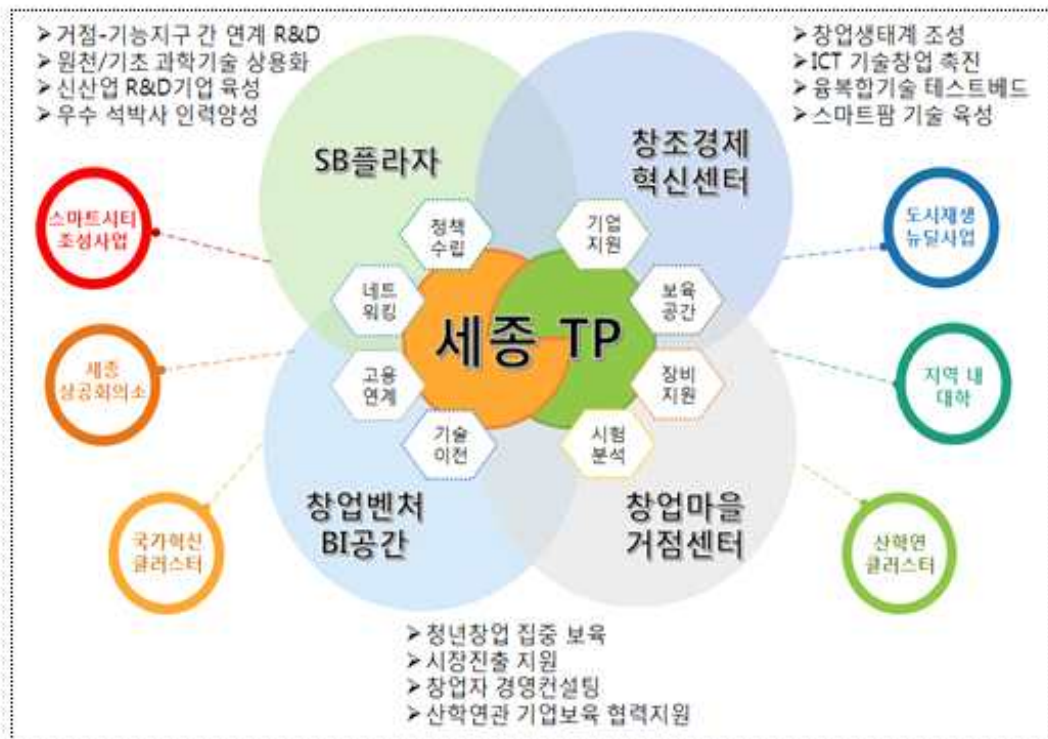 ➤거점-기능지구 간 연계 R&D
➤원천/기초 과학기술 상용화
➤신산업 R&D기업 육성
➤우수 석박사 인력양성
➤창업생태계 조성
➤ICT 기술창업 촉진
➤융복합기술 테스트베드
➤스마트팜 기술 육성
SB플라자
창조경제
혁신센터
스마트시티
조성사업
정책
수립
기업
지원
도시재생
뉴딜사업
네트
워킹
보육
공간
세종 TP
세종
상공회의소
고용
연계
장비
지원
지역 내
대학
기술
이전
시험
분석
창업벤처
BI공간
창업마을
거점센터
국가혁신
클러스터
산학연
클러스터
➤청년창업 집중 보육
➤시장진출 지원
➤창업자 경영컨설팅
➤산학연관 기업보육 협력지원